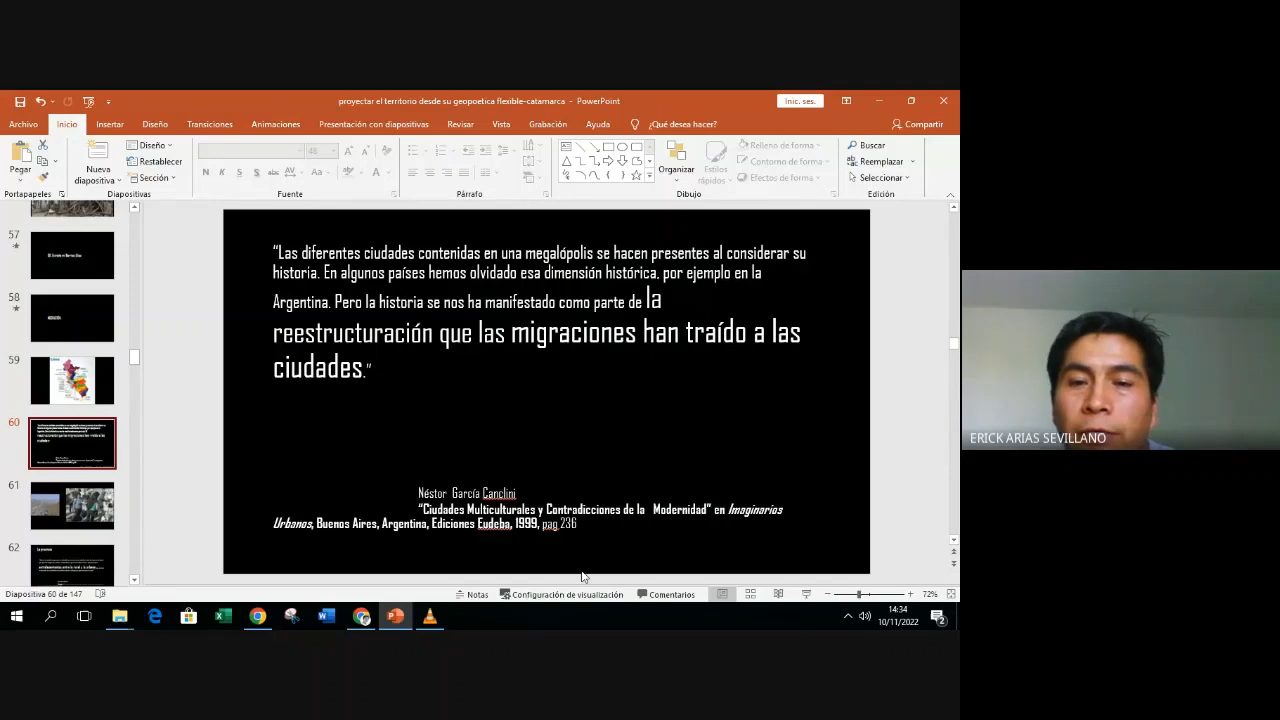 proyectar el territorio desde su geopoetica flexible-catamarca - PowerPoint
Inic. ses.
Archivo Inicio Insertar Diseño Transiciones Animaciones Presentación con diapositivas Revisar Vista Grabación Ayuda ¿Qué desea hacer? Compartir
Pegar
Nueva diapositiva
Diseño
Restablecer
Sección
48
N K S S abc AV Aa A
Organizar
Estilos rápidos
Relleno de forma
Contorno de forma
Efectos de forma
Buscar
Reemplazar
Seleccionar
Portapapeles Diapositivas Fuente Párrafo Dibujo Edición
57
58
59
60
61
62
“Las diferentes ciudades contenidas en una megalópolis se hacen presentes al considerar su
historia. En algunos países hemos olvidado esa dimensión histórica, por ejemplo en la
Argentina. Pero la historia se nos ha manifestado como parte de la
reestructuración que las migraciones han traído a las
ciudades.”
Néstor García Canclini
“Ciudades Multiculturales y Contradicciones de la Modernidad” en Imaginarios
Urbanos, Buenos Aires, Argentina, Ediciones Eudeba, 1999, pag 236
ERICK ARIAS SEVILLANO
Diapositiva 60 de 147 Notas Configuración de visualización Comentarios 72%
14:34
10/11/2022
2